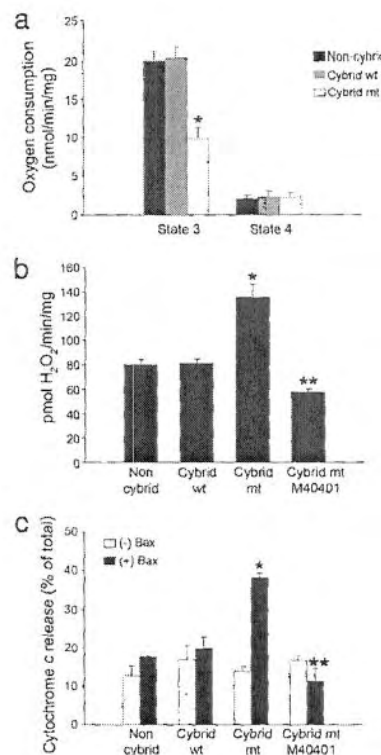 a
Oxygen consumption
(nmol/min/mg)
25
20
15
10
5
0
*
Non-cybrid
Cybrid wt
Cybrid mt
State 3
State 4
b
pmol H₂O₂/min/mg
160
140
120
100
80
60
40
20
0
*
**
Non cybrid
Cybrid wt
Cybrid mt
Cybrid mt M40401
c
Cytochrome c release (% of total)
50
40
30
20
10
0
(-) Bax
(+) Bax
*
**
Non cybrid
Cybrid wt
Cybrid mt
Cybrid mt M40401